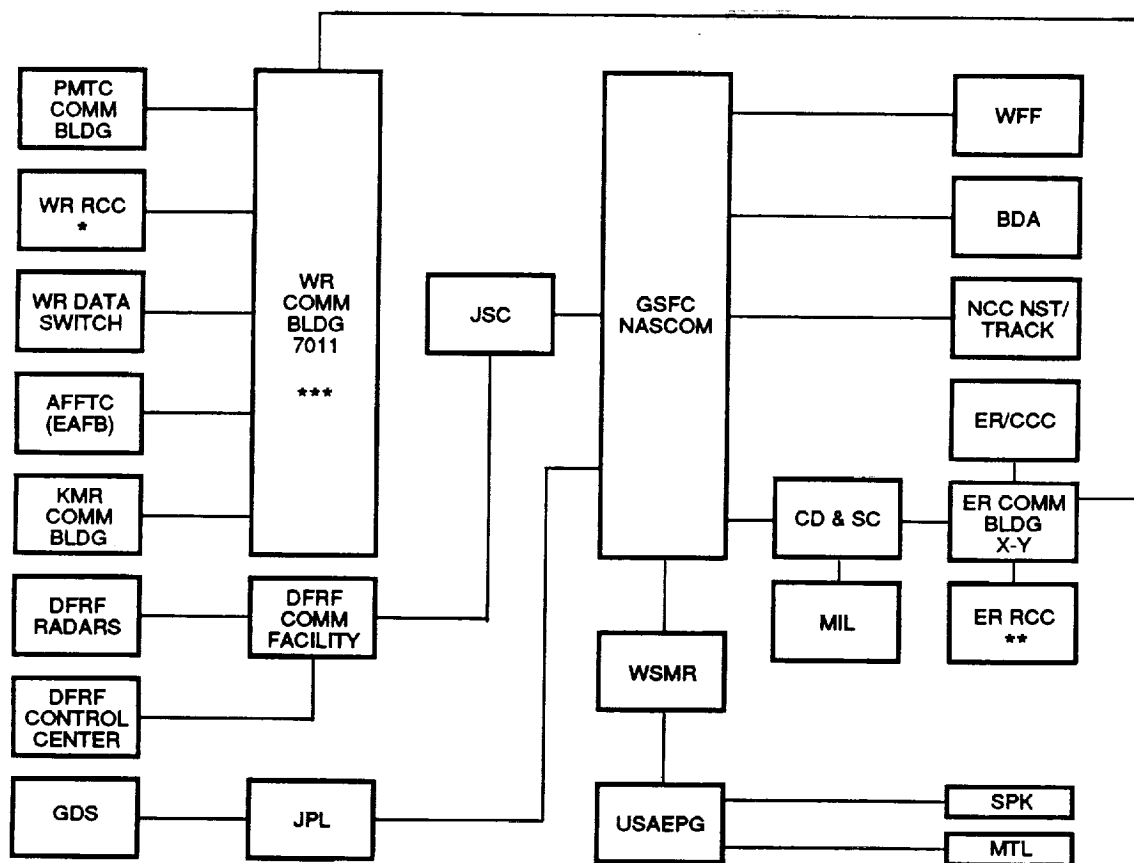 PMTC
COMM
BLDG
WR RCC
*
WR DATA
SWITCH
AFFTC
(EAFB)
KMR
COMM
BLDG
DFRF
RADARS
DFRF
CONTROL
CENTER
GDS
WR
COMM
BLDG
7011
***
DFRF
COMM
FACILITY
JPL
JSC
GSFC
NASCOM
WSMR
USAEPG
CD & SC
MIL
WFF
BDA
NCC NST/
TRACK
ER/CCC
ER COMM
BLDG
X-Y
ER RCC
**
SPK
MTL